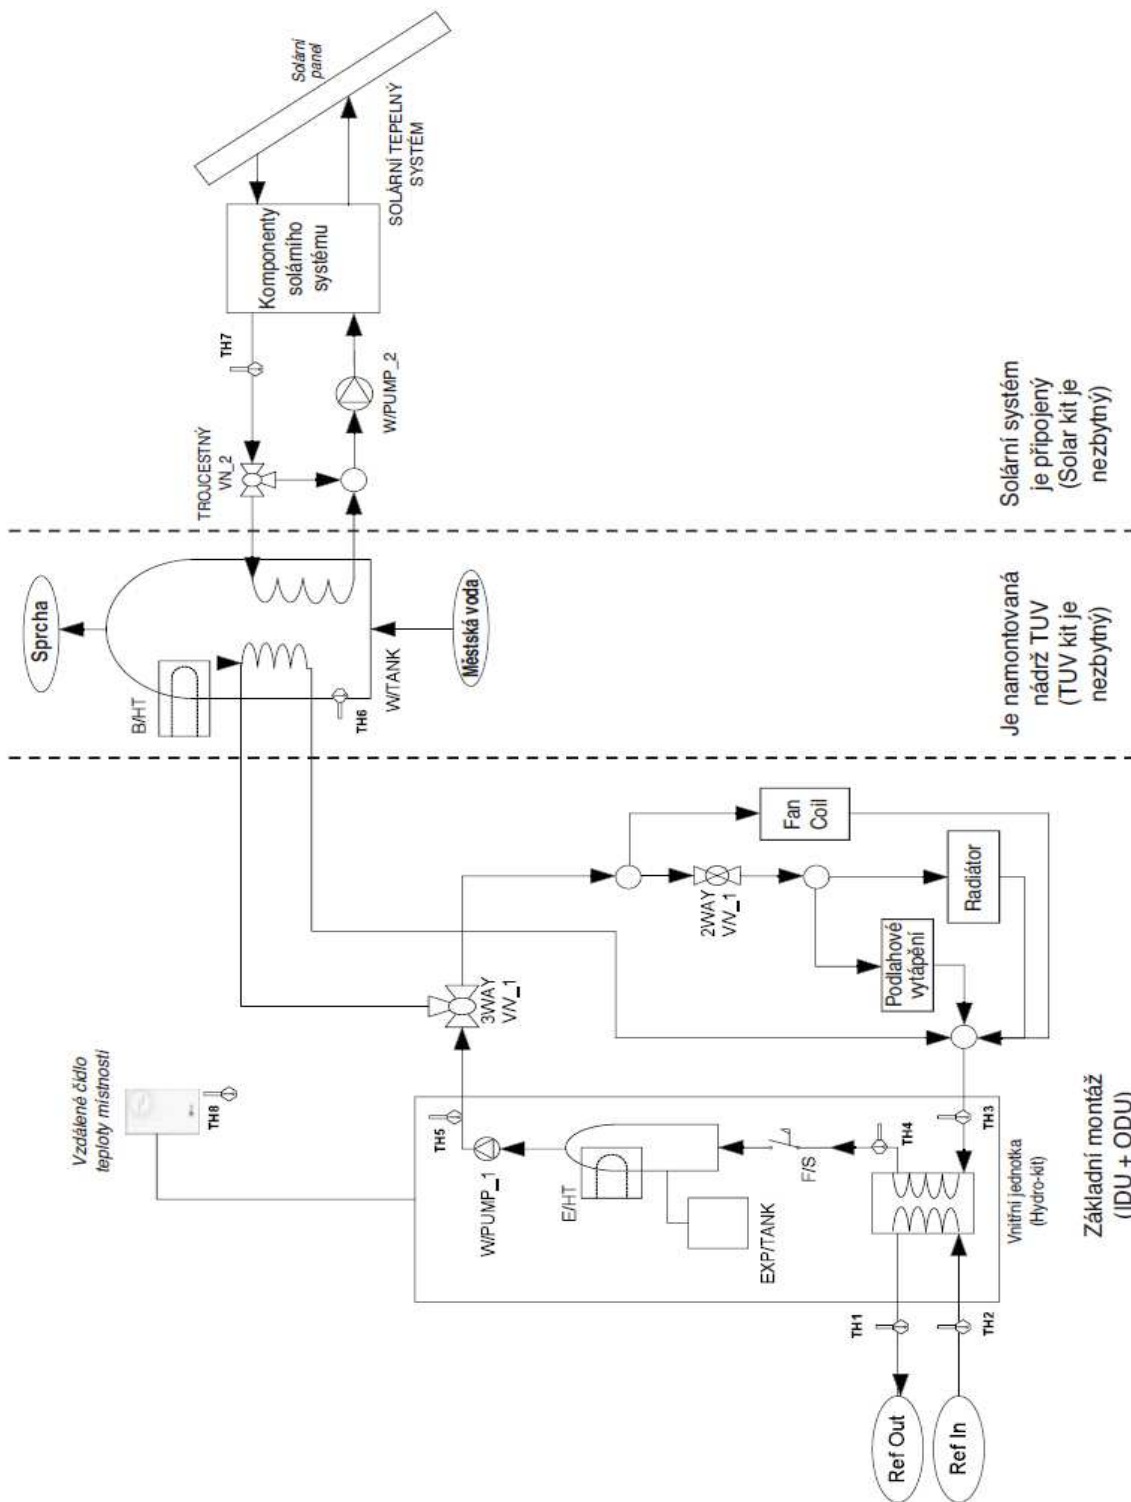 Sprcha
Vzdálené čidlo
teploty místnosti
B/HT
TH6
W/TANK
Městská voda
TROJCESTNÝ
VN_2
TH7
W/PUMP_2
Komponenty
solárního
systému
Solární
panel
SOLÁRNÍ TEPELNÝ
SYSTÉM
TH8
TH5
W/PUMP_1
E/HT
EXP/TANK
F/S
TH4
TH3
3WAY
V/V_1
2WAY
V/V_1
Fan
Coil
Radiátor
Podlahové
vytápění
TH1
TH2
Ref Out
Ref In
Vnitřní jednotka
(Hydro-kit)
Základní montáž
(IDU + ODU)
Je namontovaná
nádrž TUV
(TUV kit je
nezbytný)
Solární systém
je připojený
(Solar kit je
nezbytný)